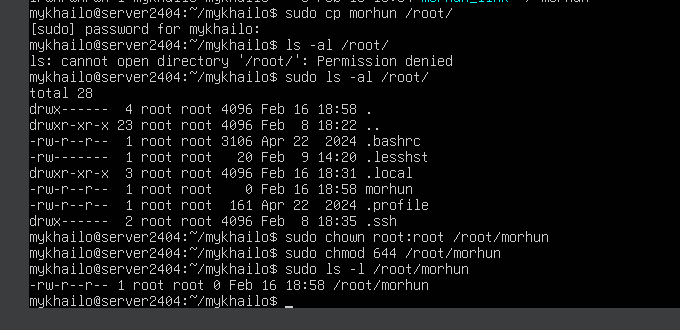 mykhailo@server2404:~/mykhailo$ sudo cp morhun /root/
[sudo] password for mykhailo:
mykhailo@server2404:~/mykhailo$ ls -al /root/
ls: cannot open directory '/root/': Permission denied
mykhailo@server2404:~/mykhailo$ sudo ls -al /root/
total 28
drwx------  4 root root 4096 Feb 16 18:58 .
drwxr-xr-x 23 root root 4096 Feb  8 18:22 ..
-rw-r--r--  1 root root 3106 Apr 22  2024 .bashrc
-rw-------  1 root root   20 Feb  9 14:20 .lesshst
drwxr-xr-x  3 root root 4096 Feb 16 18:31 .local
-rw-r--r--  1 root root    0 Feb 16 18:58 morhun
-rw-r--r--  1 root root  161 Apr 22  2024 .profile
drwx------  2 root root 4096 Feb  8 18:35 .ssh
mykhailo@server2404:~/mykhailo$ sudo chown root:root /root/morhun
mykhailo@server2404:~/mykhailo$ sudo chmod 644 /root/morhun
mykhailo@server2404:~/mykhailo$ sudo ls -l /root/morhun
-rw-r--r-- 1 root root 0 Feb 16 18:58 /root/morhun
mykhailo@server2404:~/mykhailo$ _